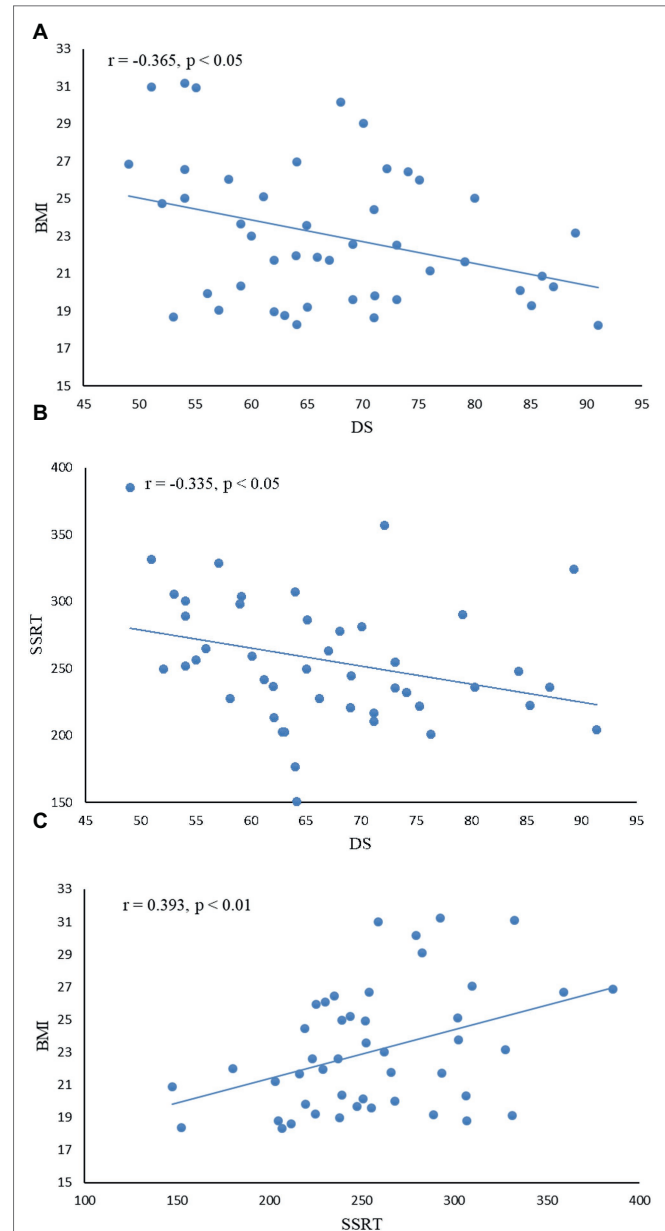 A
r = -0.365, p < 0.05
33
31
29
27
25
23
21
19
17
15
BMI
45 50 55 60 65 70 75 80 85 90 95
DS
B
r = -0.335, p < 0.05
400
350
300
250
200
150
SSRT
45 50 55 60 65 70 75 80 85 90 95
DS
C
r = 0.393, p < 0.01
33
31
29
27
25
23
21
19
17
15
BMI
100 150 200 250 300 350 400
SSRT